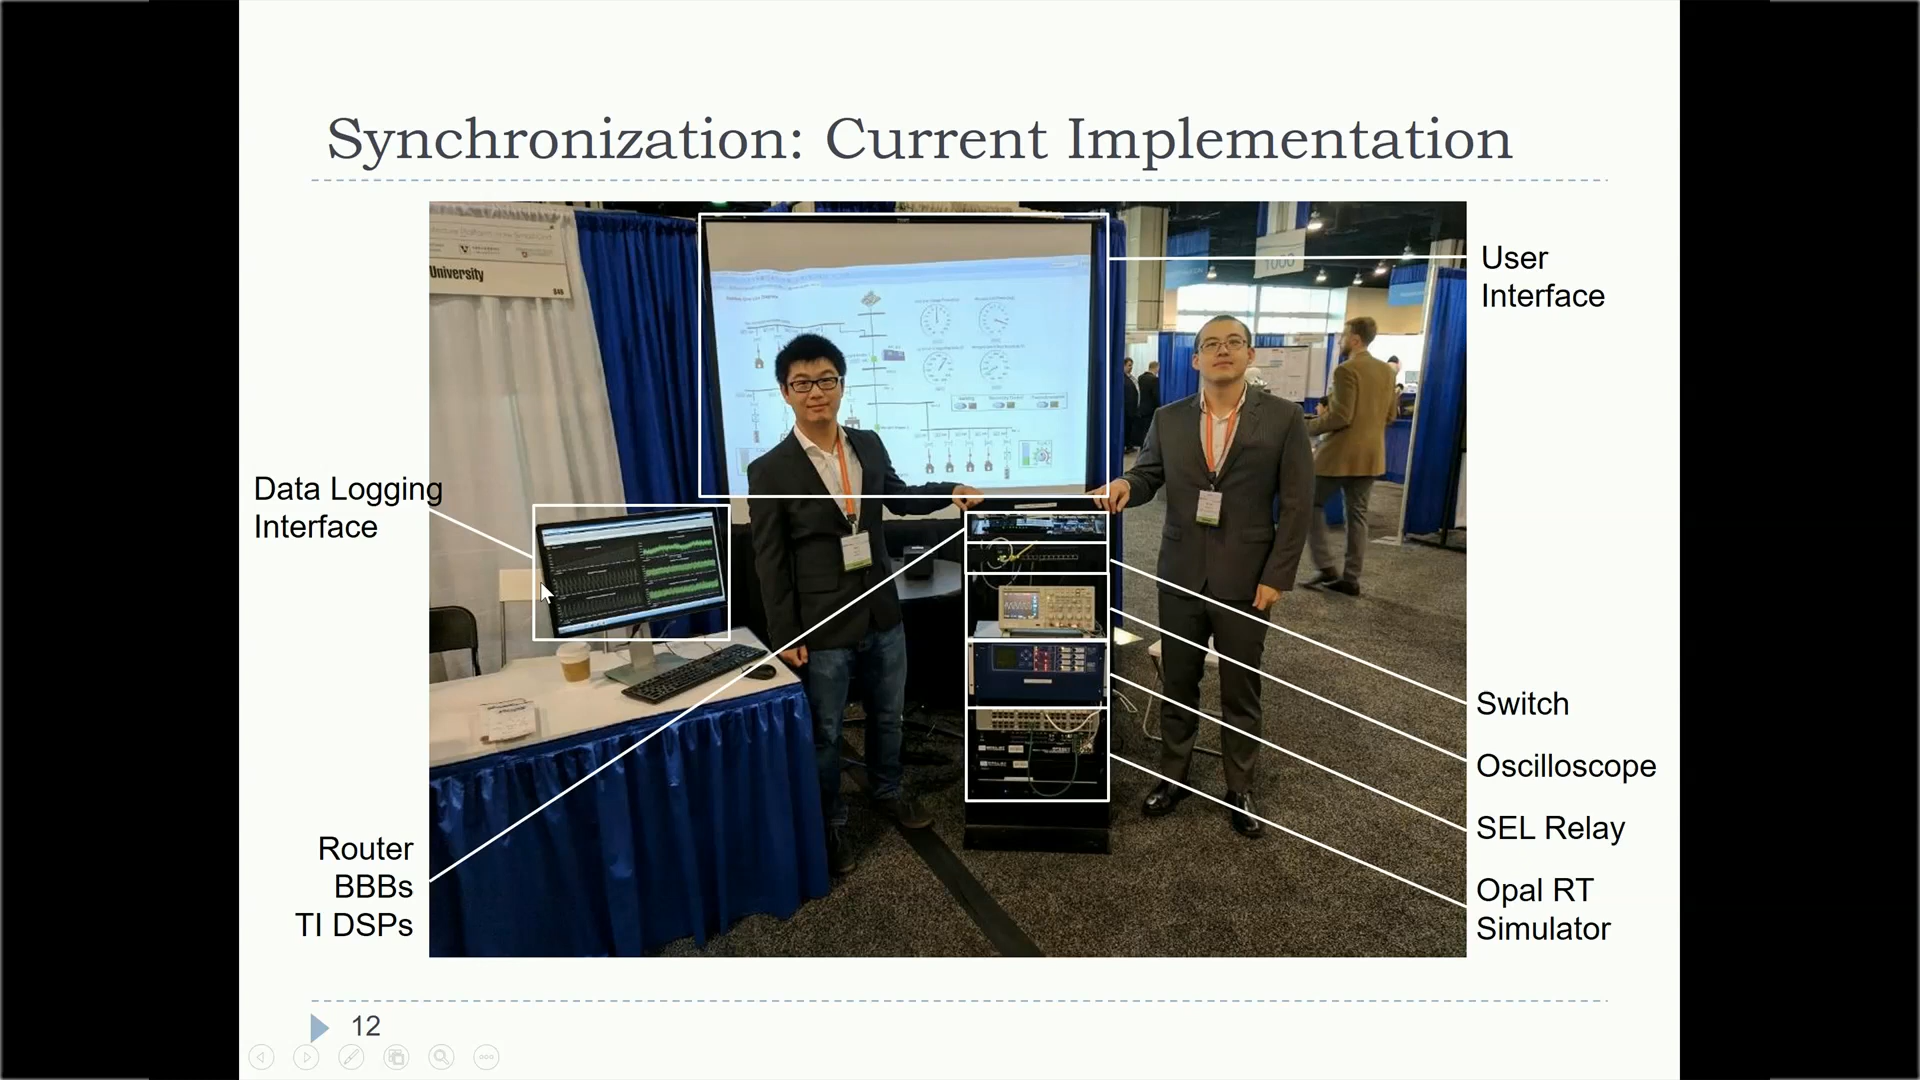 Synchronization: Current Implementation
University
User
Interface
Data Logging
Interface
Router
BBBs
TI DSPs
Switch
Oscilloscope
SEL Relay
Opal RT
Simulator
12